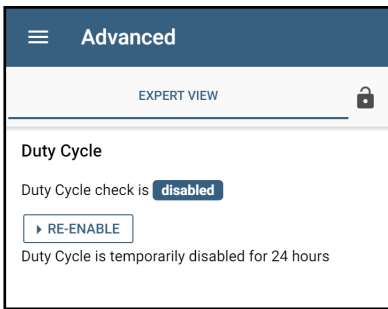 Advanced
EXPERT VIEW
Duty Cycle
Duty Cycle check is disabled
RE-ENABLE
Duty Cycle is temporarily disabled for 24 hours